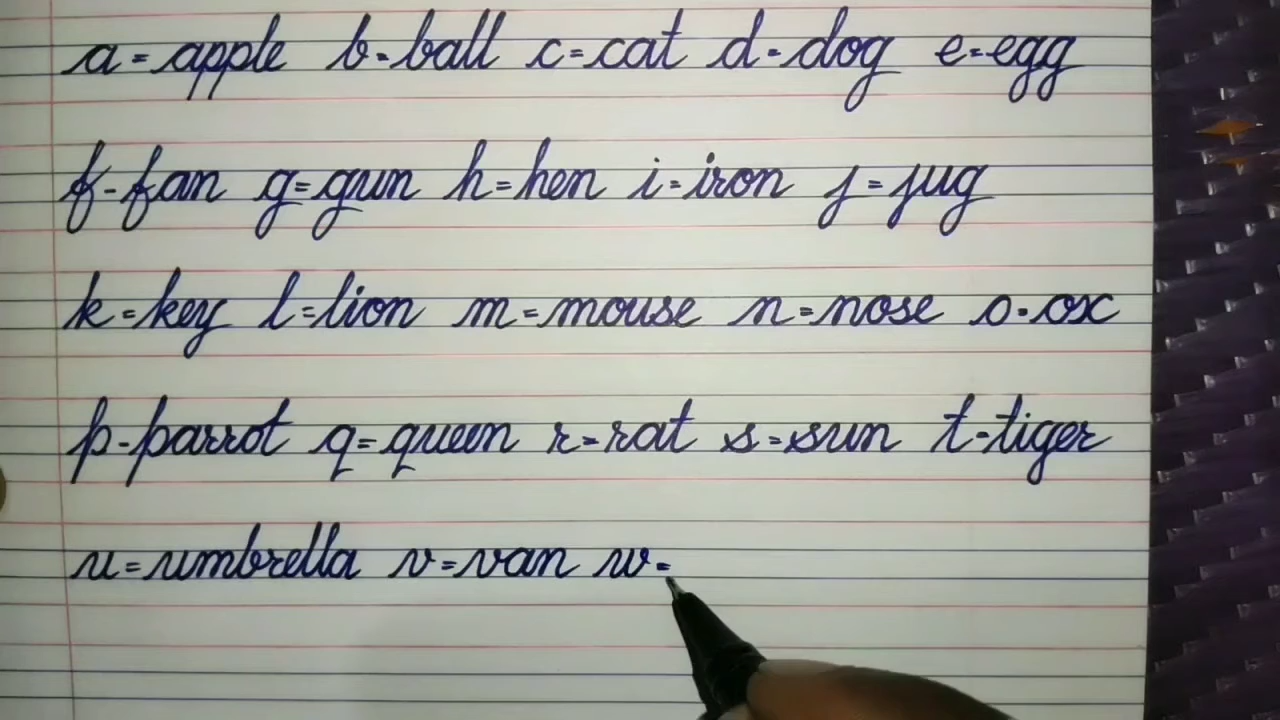 a=apple b-ball c=cat d-dog e=egg
f-fan g=gun h=hen i=iron j=jug
k=key l=lion m=mouse n=nose o-ox
p-parrot q=queen r-rat s=sun t-tiger
u=umbrella v=van w=